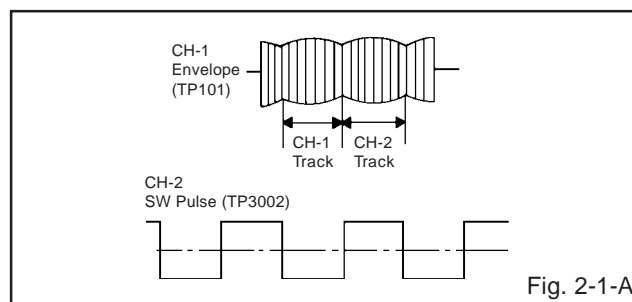 CH-1
Envelope
(TP101)
CH-1
Track
CH-2
Track
CH-2
SW Pulse (TP3002)
Fig. 2-1-A